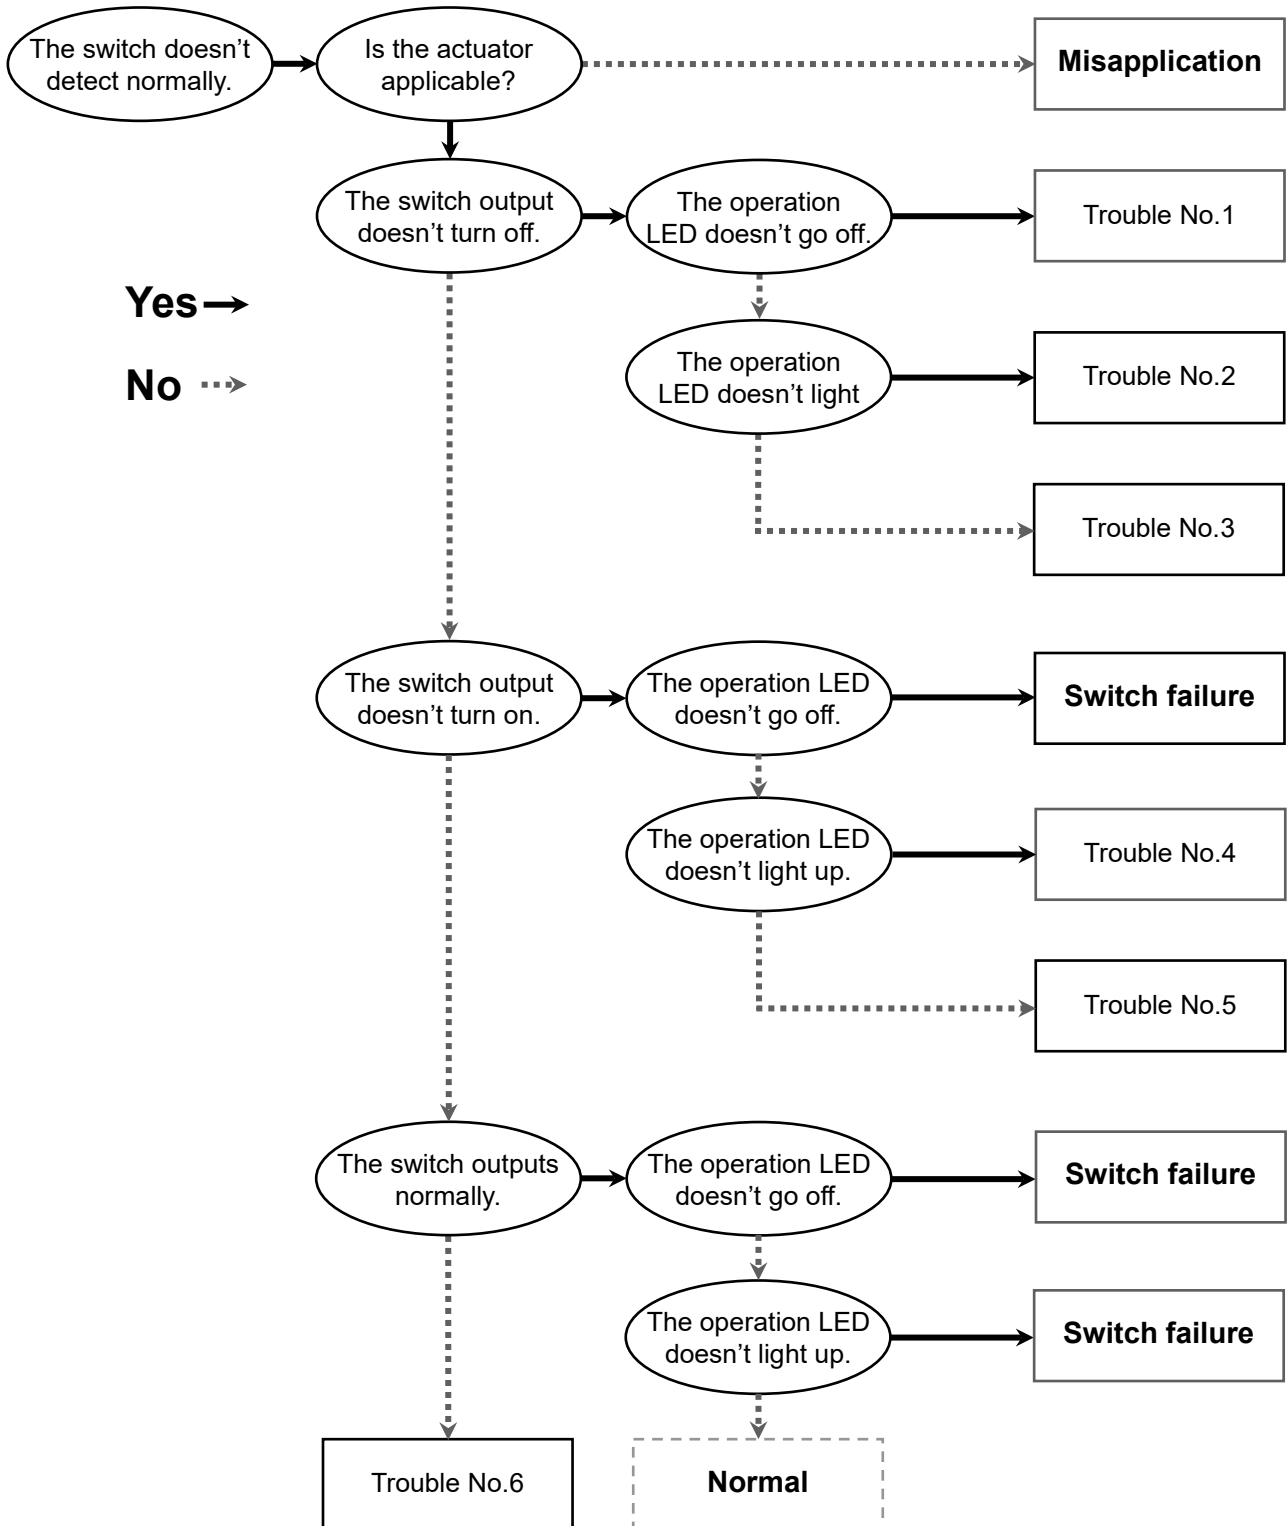 The switch doesn’t
detect normally.
Is the actuator
applicable?
Misapplication
The switch output
doesn’t turn off.
The operation
LED doesn’t go off.
Trouble No.1
Yes
No
The operation
LED doesn’t light
Trouble No.2
Trouble No.3
The switch output
doesn’t turn on.
The operation LED
doesn’t go off.
Switch failure
The operation LED
doesn’t light up.
Trouble No.4
Trouble No.5
The switch outputs
normally.
The operation LED
doesn’t go off.
Switch failure
The operation LED
doesn’t light up.
Switch failure
Trouble No.6
Normal